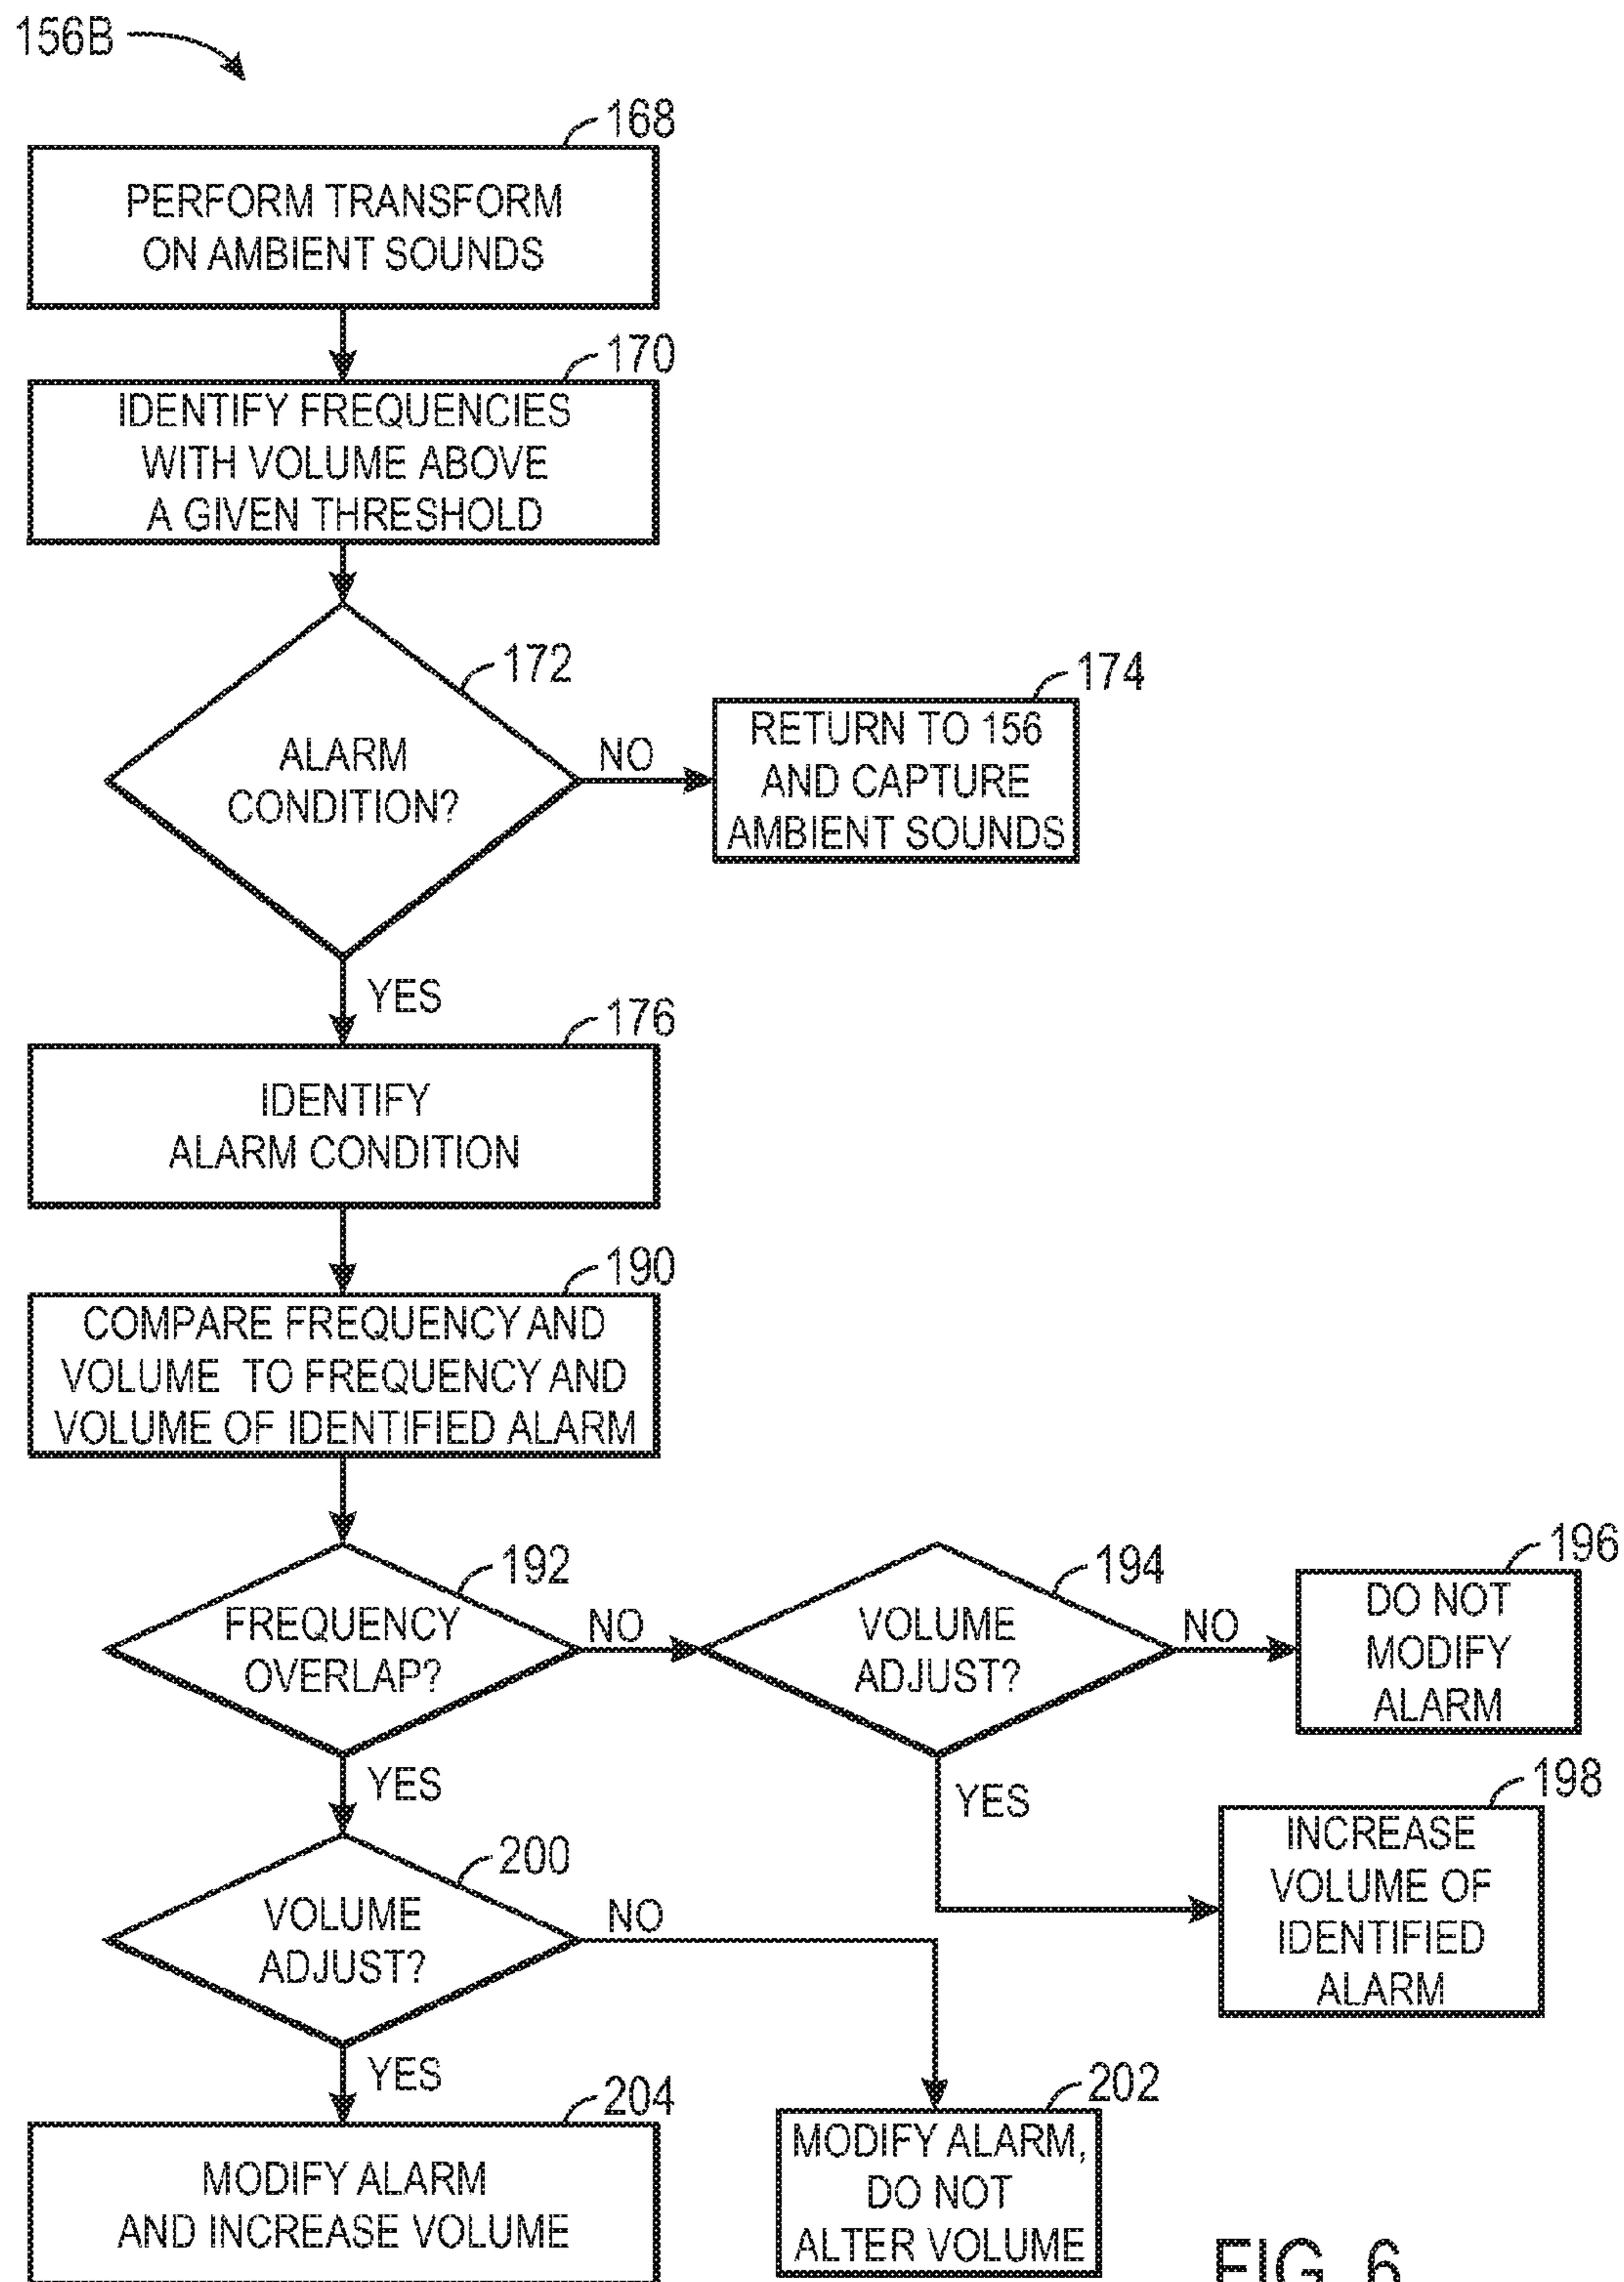 156B
168
PERFORM TRANSFORM
ON AMBIENT SOUNDS
170
IDENTIFY FREQUENCIES
WITH VOLUME ABOVE
A GIVEN THRESHOLD
172
ALARM
CONDITION?
NO
174
RETURN TO 156
AND CAPTURE
AMBIENT SOUNDS
YES
176
IDENTIFY
ALARM CONDITION
190
COMPARE FREQUENCY AND
VOLUME TO FREQUENCY AND
VOLUME OF IDENTIFIED ALARM
192
FREQUENCY
OVERLAP?
NO
194
VOLUME
ADJUST?
NO
196
DO NOT
MODIFY
ALARM
YES
198
INCREASE
VOLUME OF
IDENTIFIED
ALARM
YES
200
VOLUME
ADJUST?
NO
202
MODIFY ALARM,
DO NOT
ALTER VOLUME
YES
204
MODIFY ALARM
AND INCREASE VOLUME
FIG. 6